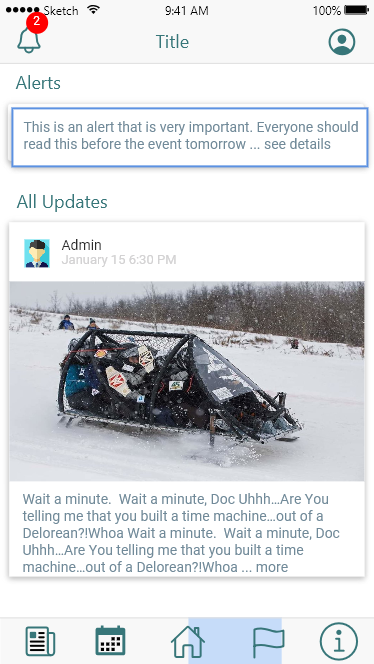 Sketch 9:41 AM 100%
2
Title
Alerts
This is an alert that is very important. Everyone should
read this before the event tomorrow ... see details
All Updates
Admin
January 15 6:30 PM
Wait a minute.  Wait a minute, Doc Uhhh...Are You
telling me that you built a time machine...out of a
Delorean?!Whoa Wait a minute.  Wait a minute, Doc
Uhhh...Are You telling me that you built a time
machine...out of a Delorean?!Whoa ... more